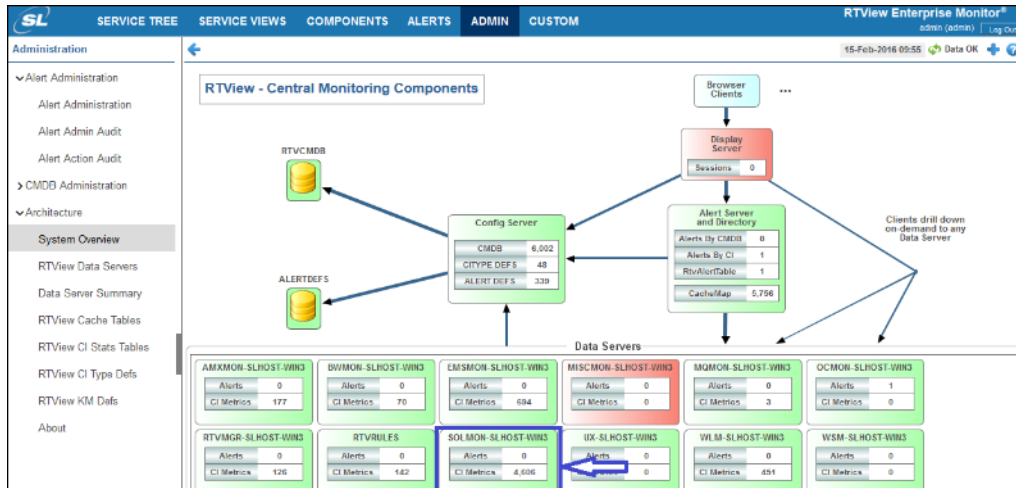 SL
SERVICE TREE SERVICE VIEWS COMPONENTS ALERTS ADMIN CUSTOM
RTView Enterprise Monitor®
admin (admin) Log Out
Administration
15-Feb-2016 09:55 Data OK
Alert Administration
Alert Administration
Alert Admin Audit
Alert Action Audit
CMDB Administration
Architecture
System Overview
RTView Data Servers
Data Server Summary
RTView Cache Tables
RTView CI Stats Tables
RTView CI Type Defs
RTView KM Defs
About
RTView - Central Monitoring Components
Browser
Clients
...
Display
Server
Sessions 0
RTVCMDB
ALERTDEFS
Config Server
CMDB 6,002
CITYPE DEFS 48
ALERT DEFS 339
Alert Server
and Directory
Alerts By CMDB 0
Alerts By CI 1
RtvAlertTable 1
CacheMap 5,756
Clients drill down
on-demand to any
Data Server
Data Servers
AMXMON-SLHOST-WIN3
Alerts 0
CI Metrics 177
BWMON-SLHOST-WIN3
Alerts 0
CI Metrics 70
EMSMON-SLHOST-WIN3
Alerts 0
CI Metrics 694
MISCMON-SLHOST-WIN3
Alerts 0
CI Metrics 0
MQMON-SLHOST-WIN3
Alerts 0
CI Metrics 3
OCMON-SLHOST-WIN3
Alerts 1
CI Metrics 0
RTVMGR-SLHOST-WIN3
Alerts 0
CI Metrics 126
RTVRULES
Alerts 0
CI Metrics 142
SOLMON-SLHOST-WIN3
Alerts 0
CI Metrics 4,606
UX-SLHOST-WIN3
Alerts 0
0
WLM-SLHOST-WIN3
Alerts 0
CI Metrics 451
WSM-SLHOST-WIN3
Alerts 0
CI Metrics 0